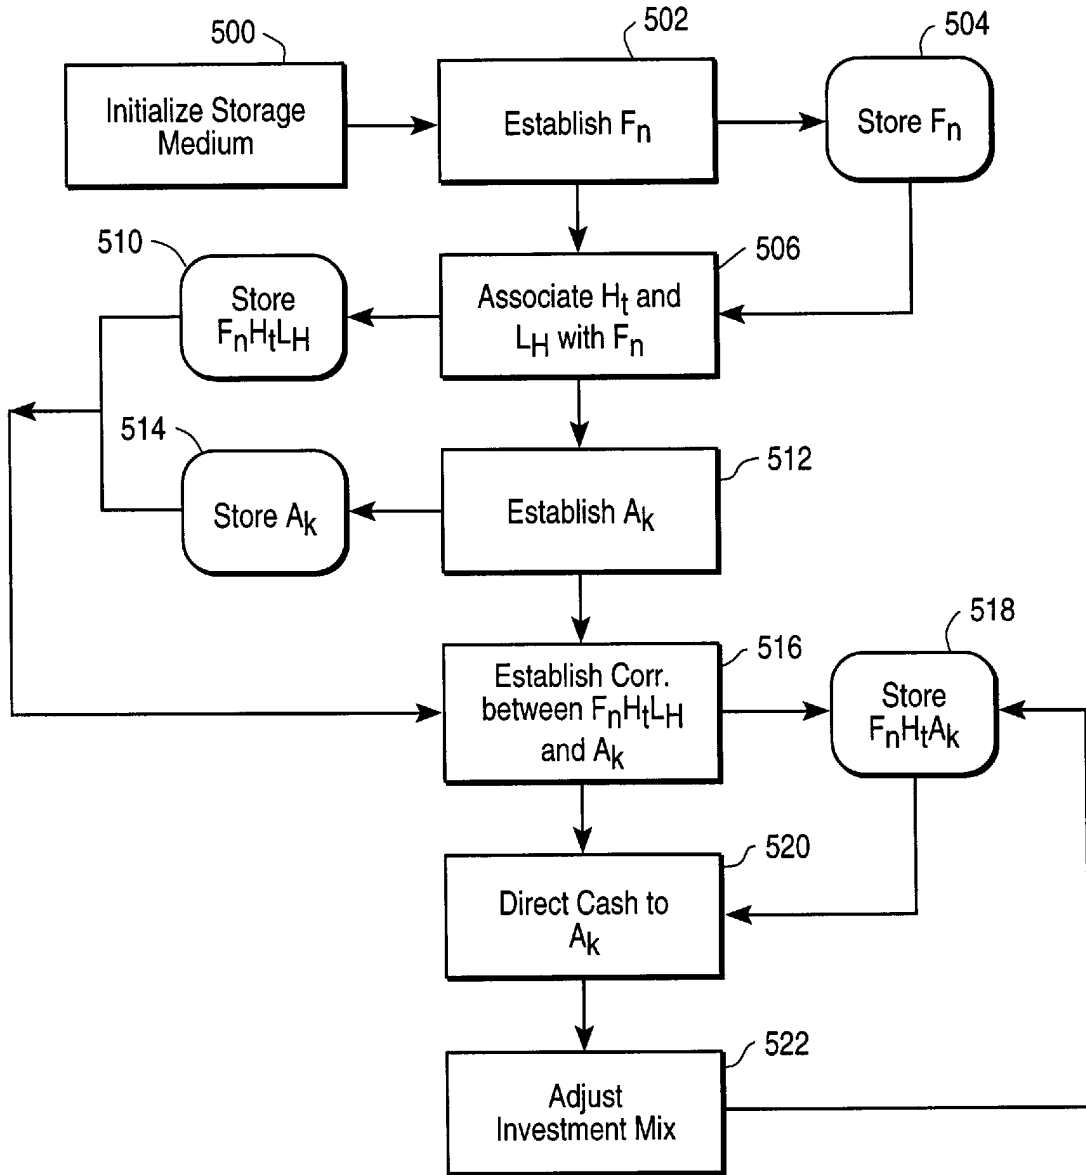 500
Initialize Storage
Medium
502
Establish Fn
504
Store Fn
506
Associate Ht and
LH with Fn
510
Store
FnHtLH
512
Establish Ak
514
Store Ak
516
Establish Corr.
between FnHtLH
and Ak
518
Store
FnHtAk
520
Direct Cash to
Ak
522
Adjust
Investment Mix